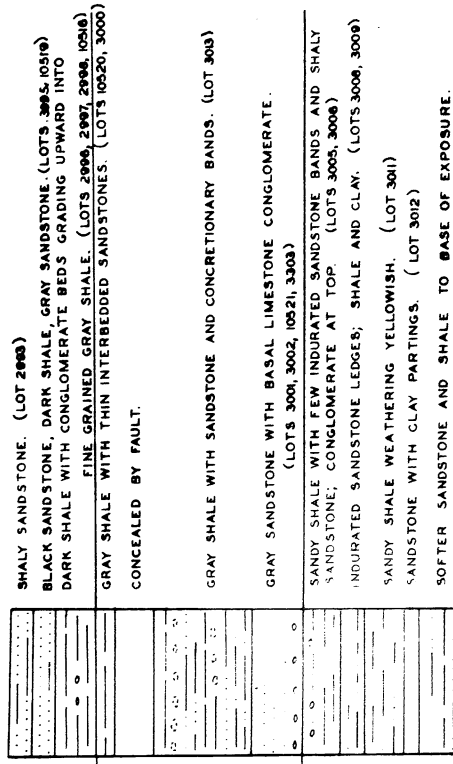 SHALY SANDSTONE. (LOT 2993)
BLACK SANDSTONE, DARK SHALE, GRAY SANDSTONE. (LOTS 2995, 10519)
DARK SHALE WITH CONGLOMERATE BEDS GRADING UPWARD INTO
FINE GRAINED GRAY SHALE. (LOTS 2996, 2997, 2998, 10518)
GRAY SHALE WITH THIN INTERBEDDED SANDSTONES. (LOTS 10520, 3000)
CONCEALED BY FAULT.
GRAY SHALE WITH SANDSTONE AND CONCRETIONARY BANDS. (LOT 3013)
GRAY SANDSTONE WITH BASAL LIMESTONE CONGLOMERATE.
(LOTS 3001, 3002, 10521, 3303)
SANDY SHALE WITH FEW INDURATED SANDSTONE BANDS AND SHALY
SANDSTONE; CONGLOMERATE AT TOP. (LOTS 3005, 3006)
INDURATED SANDSTONE LEDGES; SHALE AND CLAY. (LOTS 3008, 3009)
SANDY SHALE WEATHERING YELLOWISH. (LOT 3011)
SANDSTONE WITH CLAY PARTINGS. (LOT 3012)
SOFTER SANDSTONE AND SHALE TO BASE OF EXPOSURE.